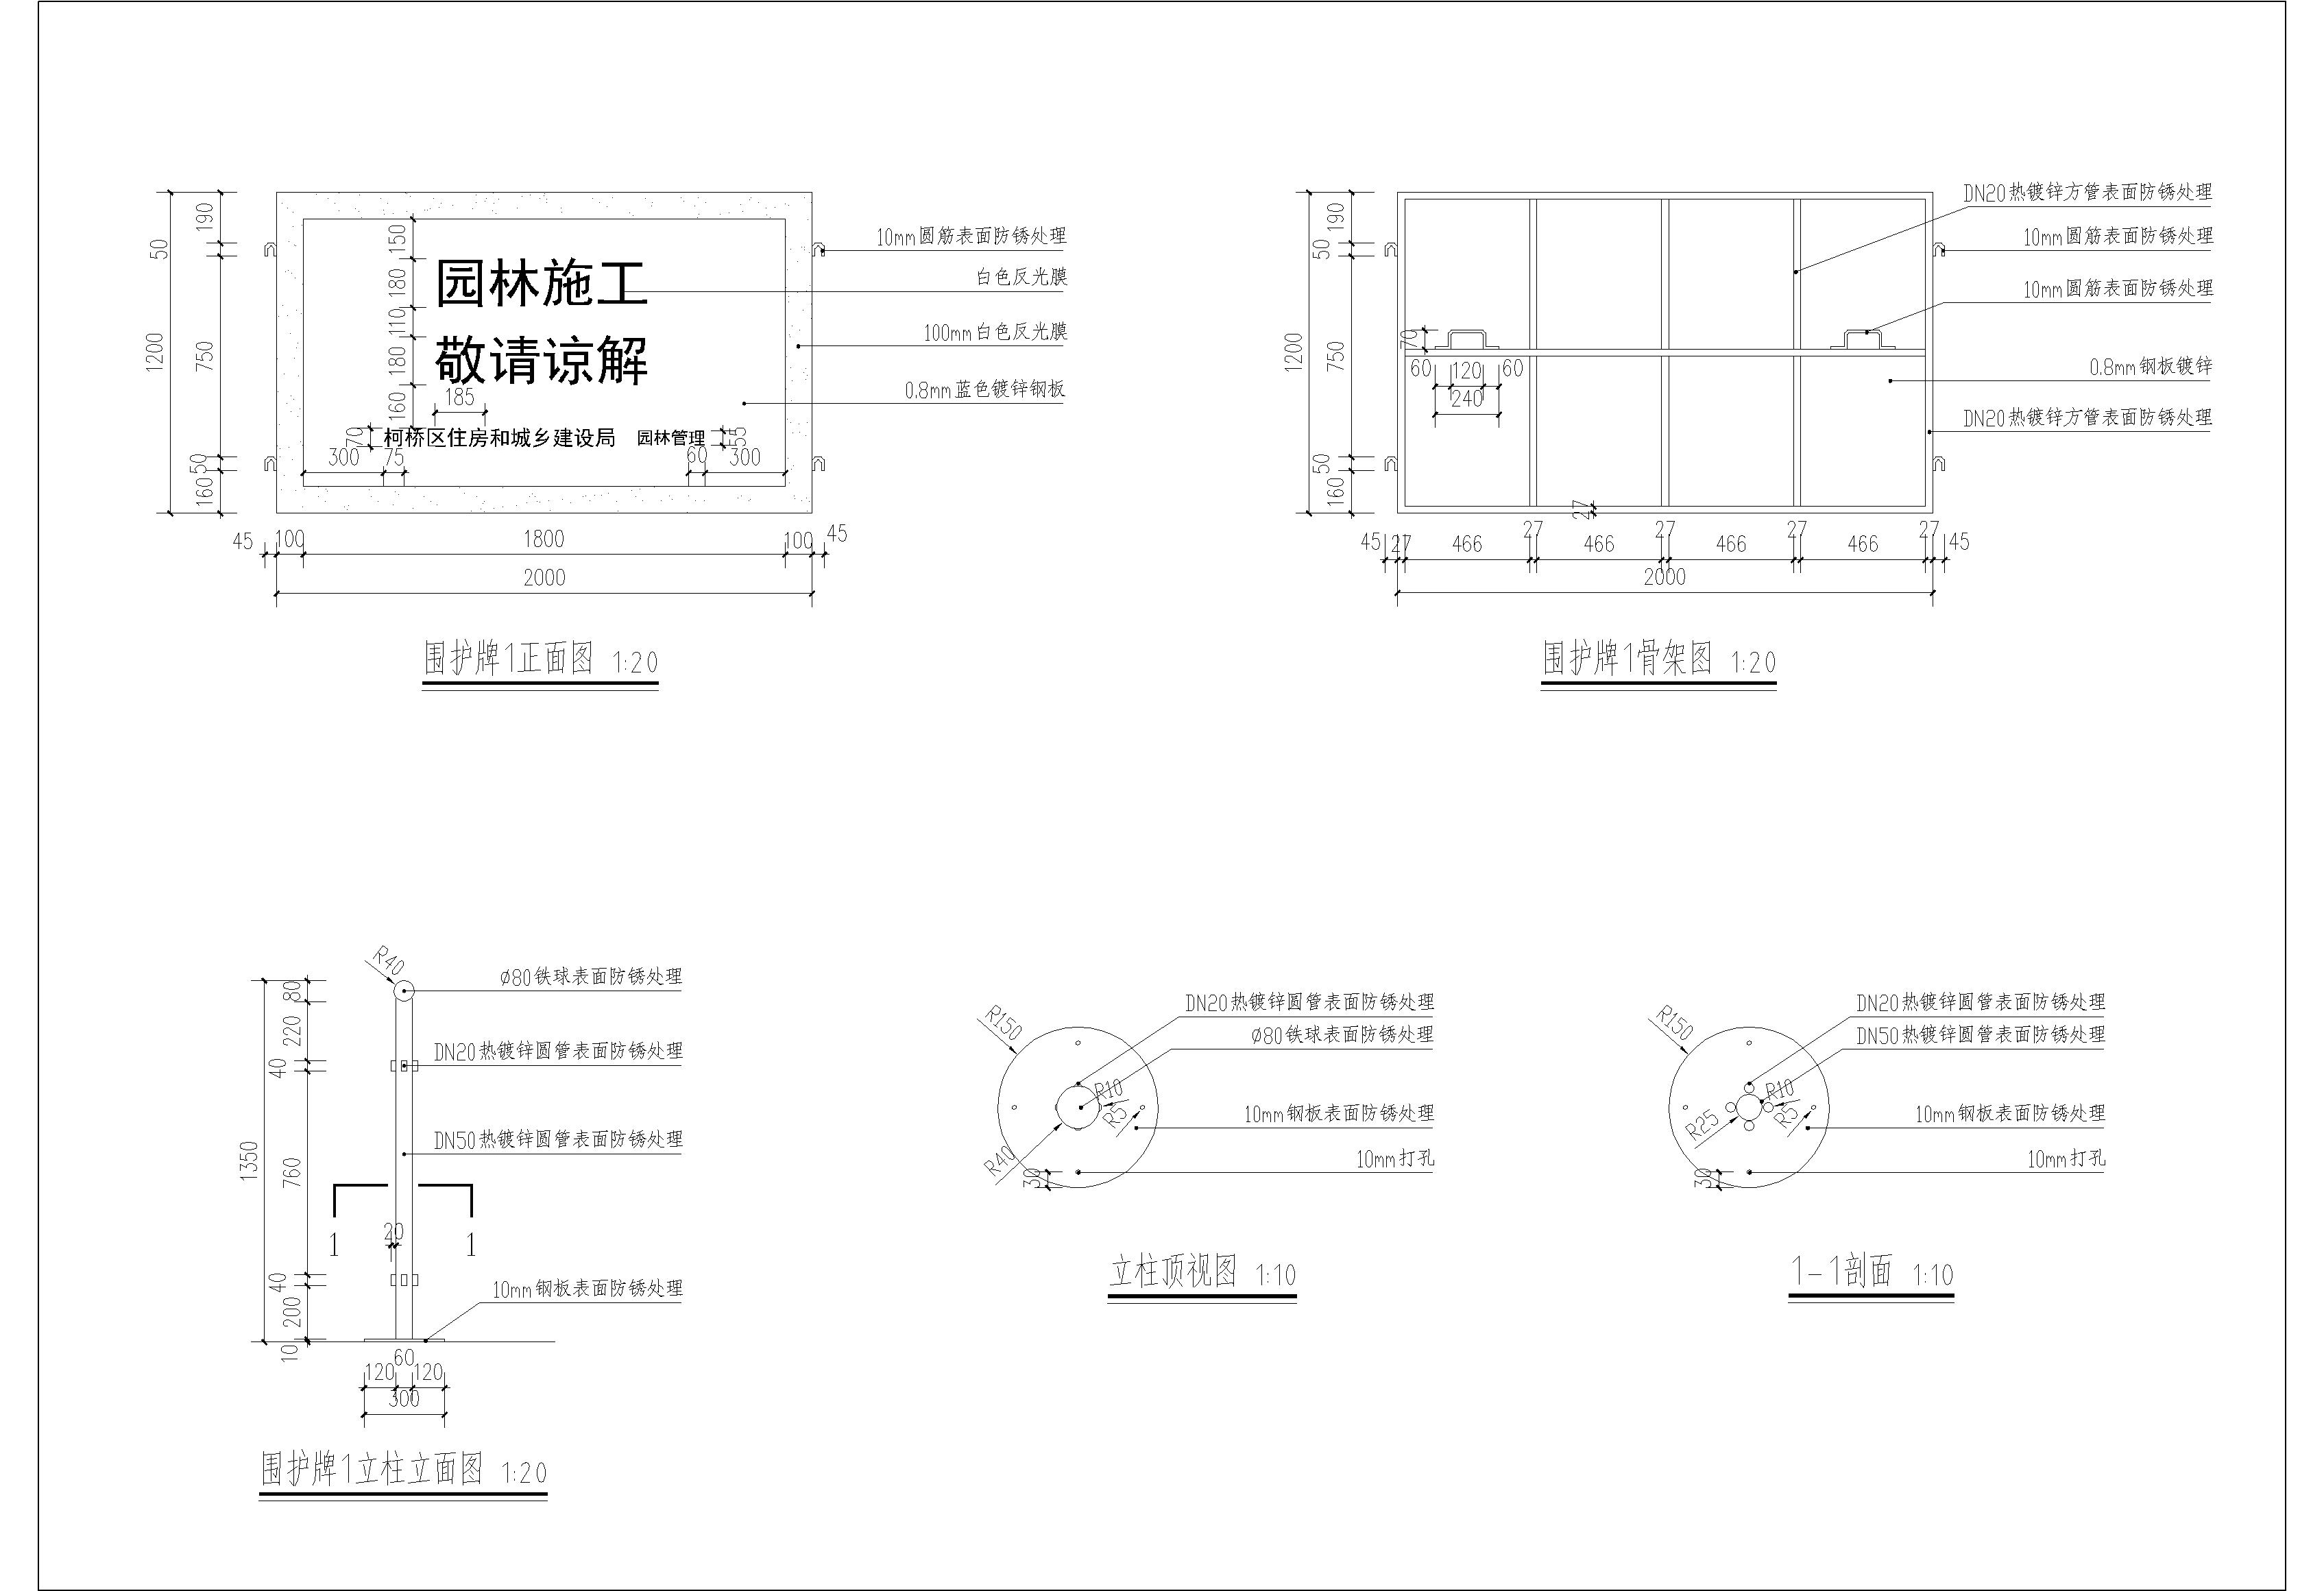 190
50
1200
750
50
160
150
180
110
180
160
园林施工
敬请谅解
185
70
柯桥区住房和城乡建设局 园林管理
55
300
75
60
300
45
100
1800
100
45
2000
10mm圆筋表面防锈处理
白色反光膜
100mm白色反光膜
0.8mm蓝色镀锌钢板
围护牌1正面图 1:20
190
50
1200
750
50
160
70
60
120
60
240
27
45
27
466
27
466
27
466
27
466
27
45
2000
DN20热镀锌方管表面防锈处理
10mm圆筋表面防锈处理
10mm圆筋表面防锈处理
0.8mm钢板镀锌
DN20热镀锌方管表面防锈处理
围护牌1骨架图 1:20
R40
80
220
40
1350
760
40
200
10
20
1
1
60
120
120
300
ø80铁球表面防锈处理
DN20热镀锌圆管表面防锈处理
DN50热镀锌圆管表面防锈处理
10mm钢板表面防锈处理
围护牌1立柱立面图 1:20
R150
R10
R5
R40
30
DN20热镀锌圆管表面防锈处理
ø80铁球表面防锈处理
10mm钢板表面防锈处理
10mm打孔
立柱顶视图 1:10
R150
R10
R5
R25
30
DN20热镀锌圆管表面防锈处理
DN50热镀锌圆管表面防锈处理
10mm钢板表面防锈处理
10mm打孔
1-1剖面 1:10